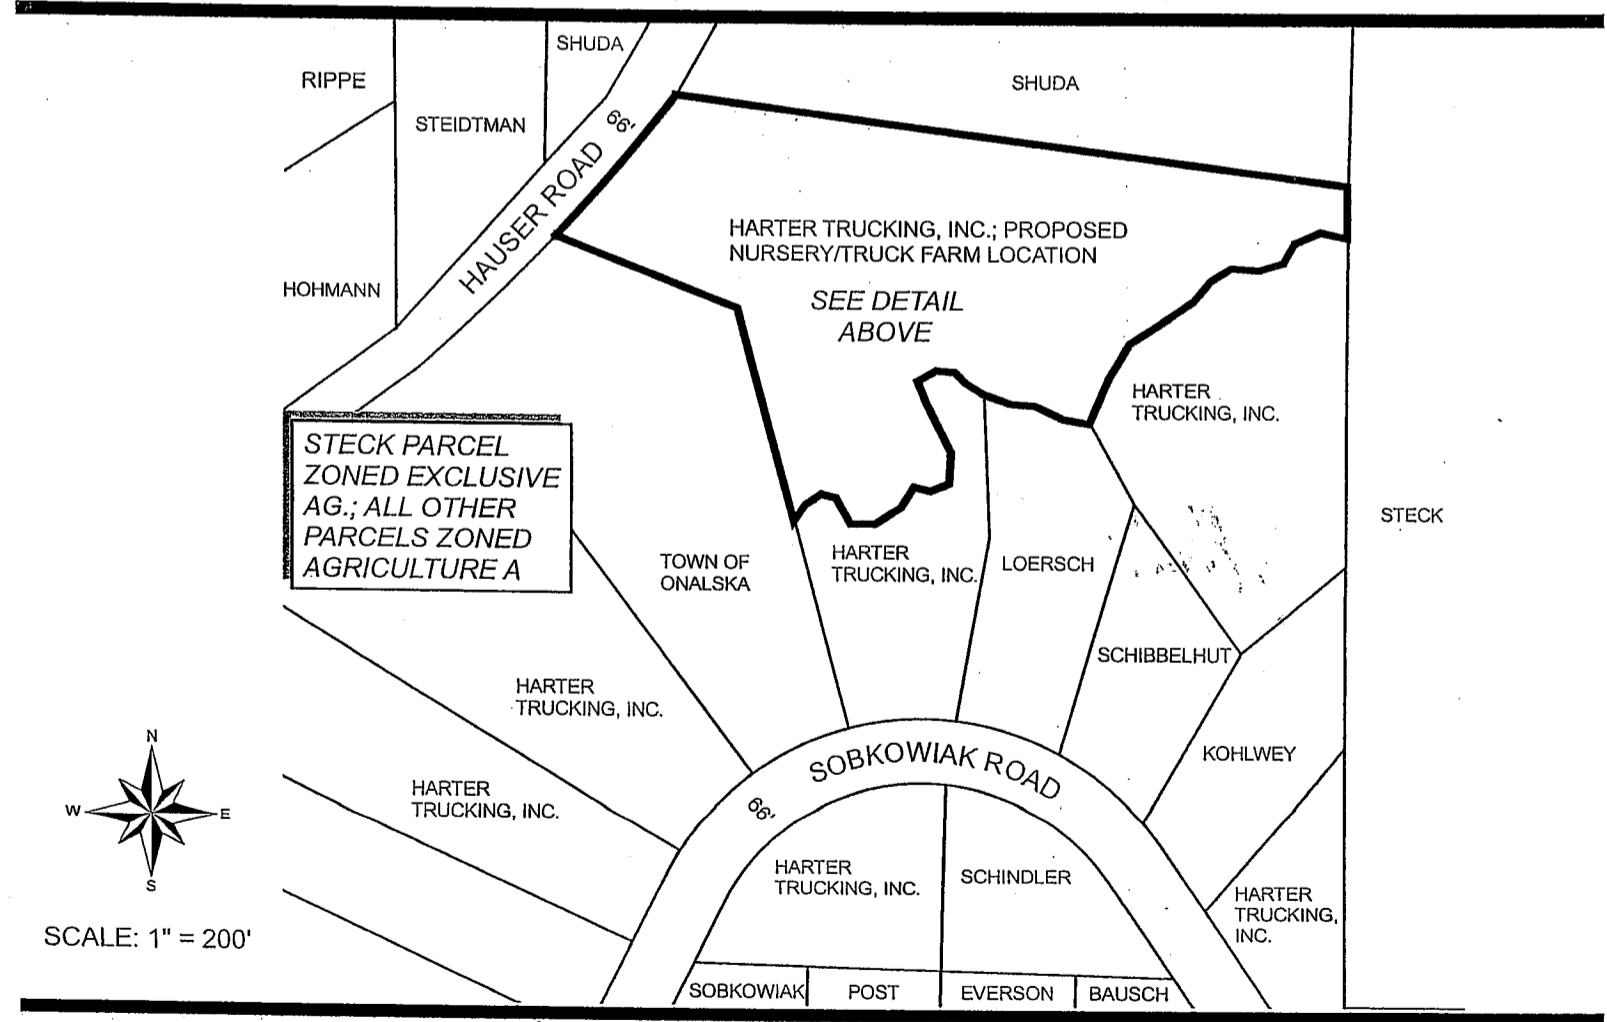 SHUDA
RIPPE
SHUDA
STEIDTMAN
66'
HAUSER ROAD
HARTER TRUCKING, INC.; PROPOSED
NURSERY/TRUCK FARM LOCATION
HOHMANN
SEE DETAIL
ABOVE
HARTER
TRUCKING, INC.
STECK PARCEL
ZONED EXCLUSIVE
AG.; ALL OTHER
PARCELS ZONED
AGRICULTURE A
STECK
TOWN OF
ONALSKA
HARTER
TRUCKING, INC.
LOERSCH
SCHIBBELHUT
HARTER
TRUCKING, INC.
KOHLWEY
SOBKOWIAK ROAD
66'
HARTER
TRUCKING, INC.
N
W
E
S
HARTER
TRUCKING, INC.
SCHINDLER
HARTER
TRUCKING,
INC.
SCALE: 1" = 200'
SOBKOWIAK
POST
EVERSON
BAUSCH